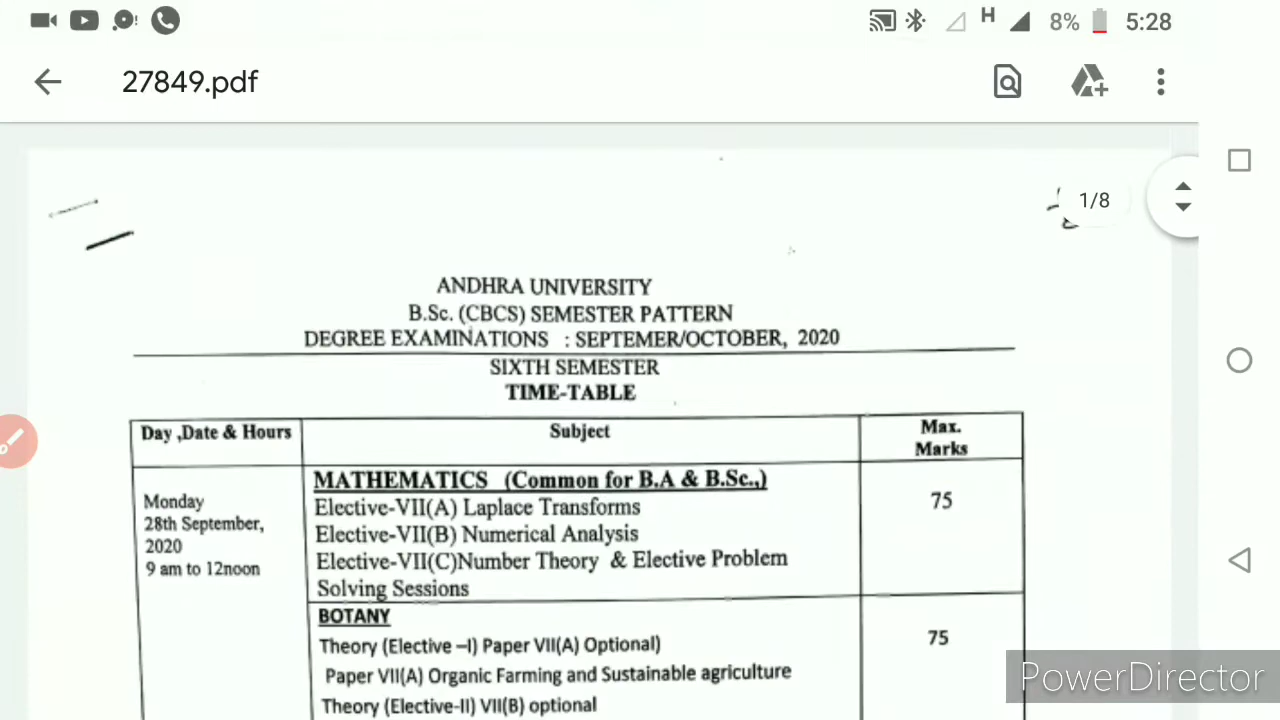 H 8% 5:28
27849.pdf
1/8
ANDHRA UNIVERSITY
B.Sc. (CBCS) SEMESTER PATTERN
DEGREE EXAMINATIONS : SEPTEMER/OCTOBER, 2020
SIXTH SEMESTER
TIME-TABLE
Day ,Date & Hours
Subject
Max.
Marks
Monday
28th September,
2020
9 am to 12noon
MATHEMATICS (Common for B.A & B.Sc.,)
Elective-VII(A) Laplace Transforms
Elective-VII(B) Numerical Analysis
Elective-VII(C)Number Theory & Elective Problem
Solving Sessions
75
BOTANY
Theory (Elective –I) Paper VII(A) Optional)
Paper VII(A) Organic Farming and Sustainable agriculture
Theory (Elective-II) VII(B) optional
75
PowerDirector